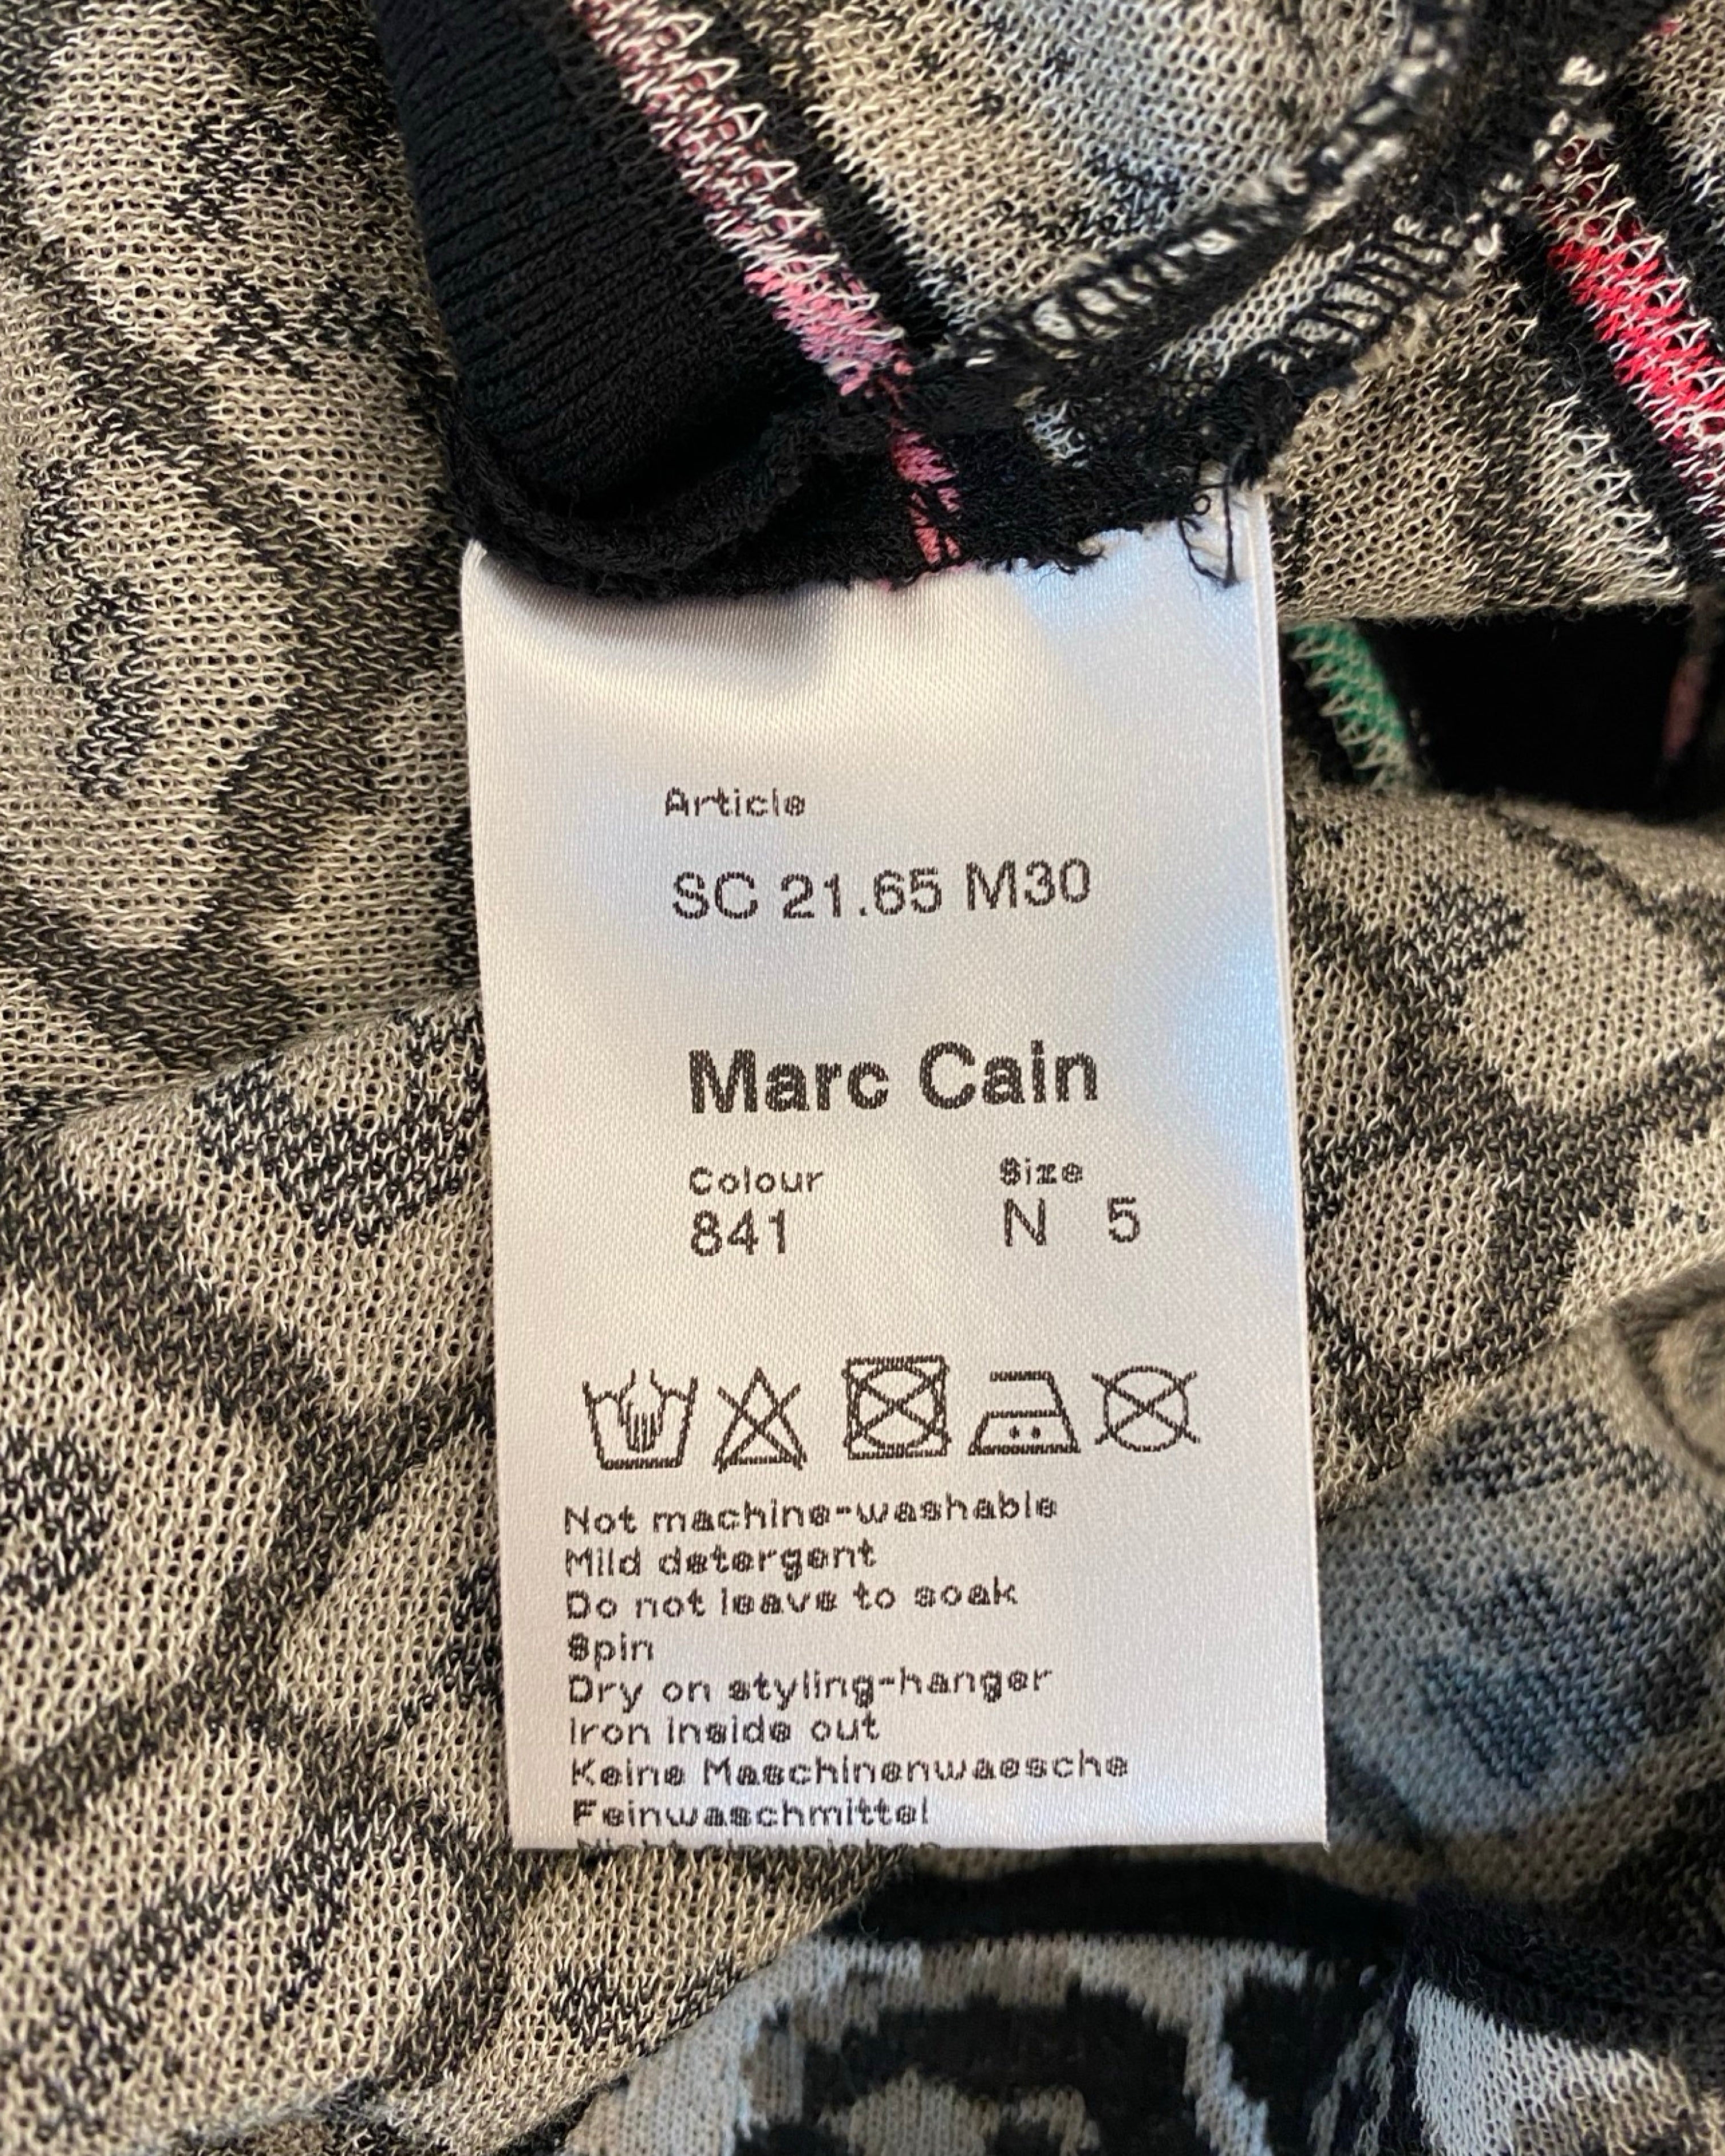 Article
SC 21.65 M30
Marc Cain
Colour Size
841 N 5
Not machine-washable
Mild detergent
Do not leave to soak
Spin
Dry on styling-hanger
Iron inside out
Keine Maschinenwaesche
Feinwaschmittel